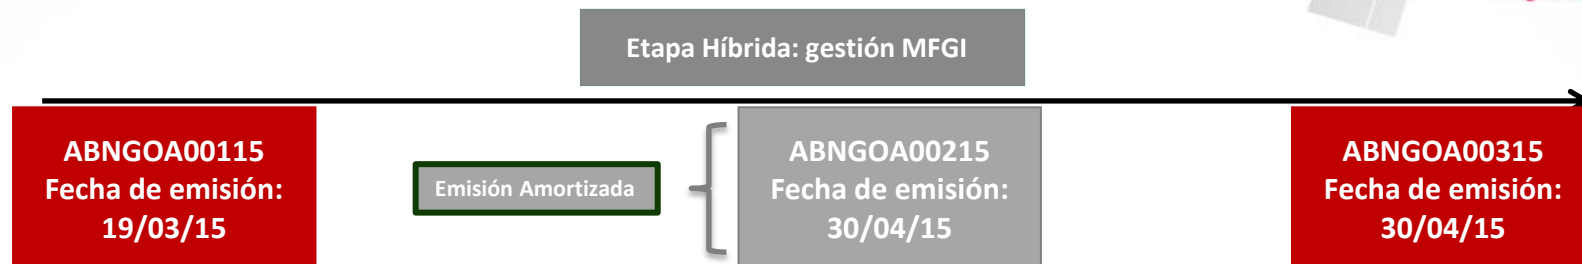 Etapa Híbrida: gestión MFGI
ABNGOA00115
Fecha de emisión:
19/03/15
Emisión Amortizada
ABNGOA00215
Fecha de emisión:
30/04/15
ABNGOA00315
Fecha de emisión:
30/04/15